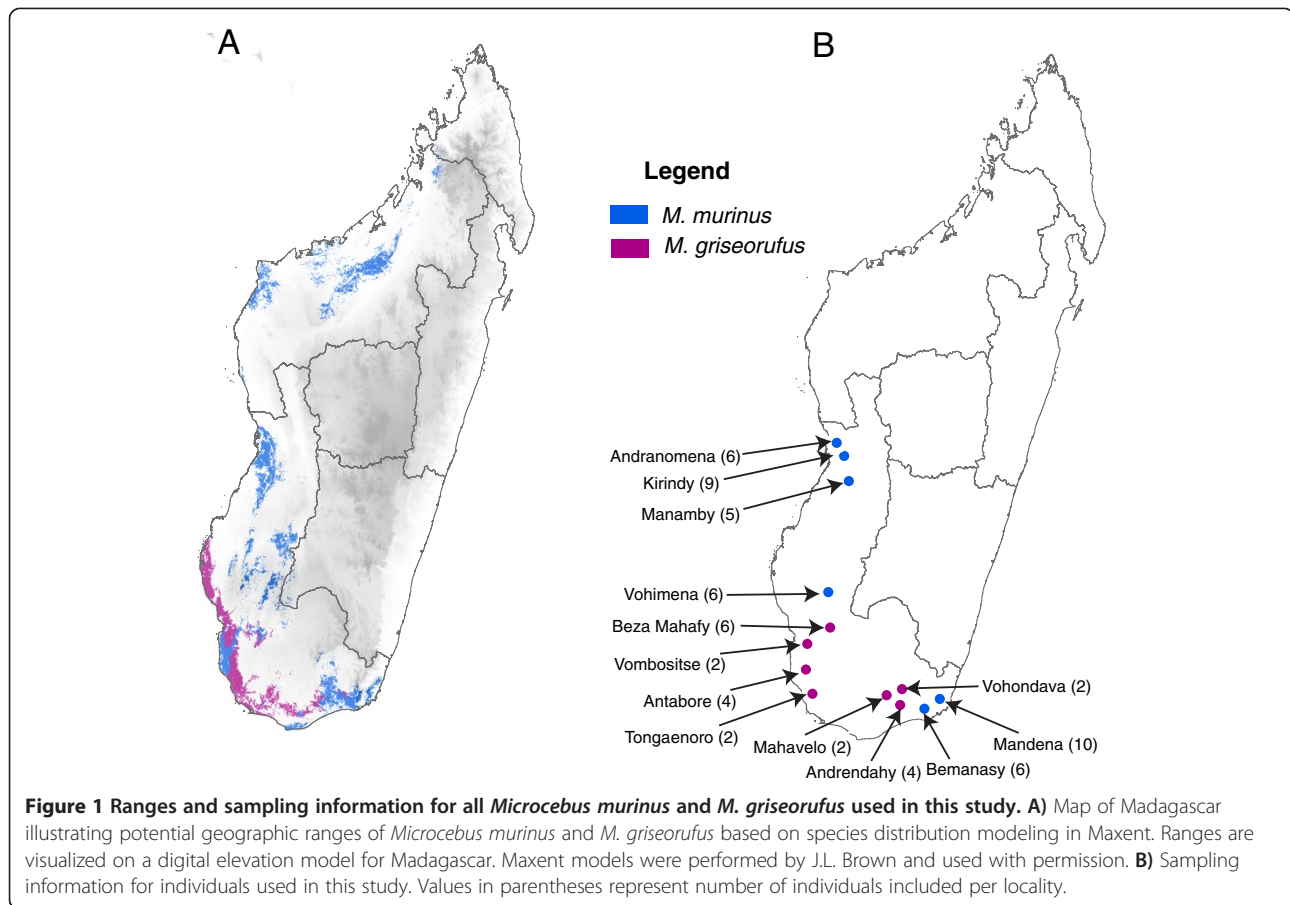 A
B
Legend
M. murinus
M. griseorufus
Andranomena (6)
Kirindy (9)
Manamby (5)
Vohimena (6)
Beza Mahafy (6)
Vombositse (2)
Antabore (4)
Tongaenoro (2)
Mahavelo (2)
Andrendahy (4)
Bemanasy (6)
Mandena (10)
Vohondava (2)
Figure 1 Ranges and sampling information for all Microcebus murinus and M. griseorufus used in this study. A) Map of Madagascar
illustrating potential geographic ranges of Microcebus murinus and M. griseorufus based on species distribution modeling in Maxent. Ranges are
visualized on a digital elevation model for Madagascar. Maxent models were performed by J.L. Brown and used with permission. B) Sampling
information for individuals used in this study. Values in parentheses represent number of individuals included per locality.